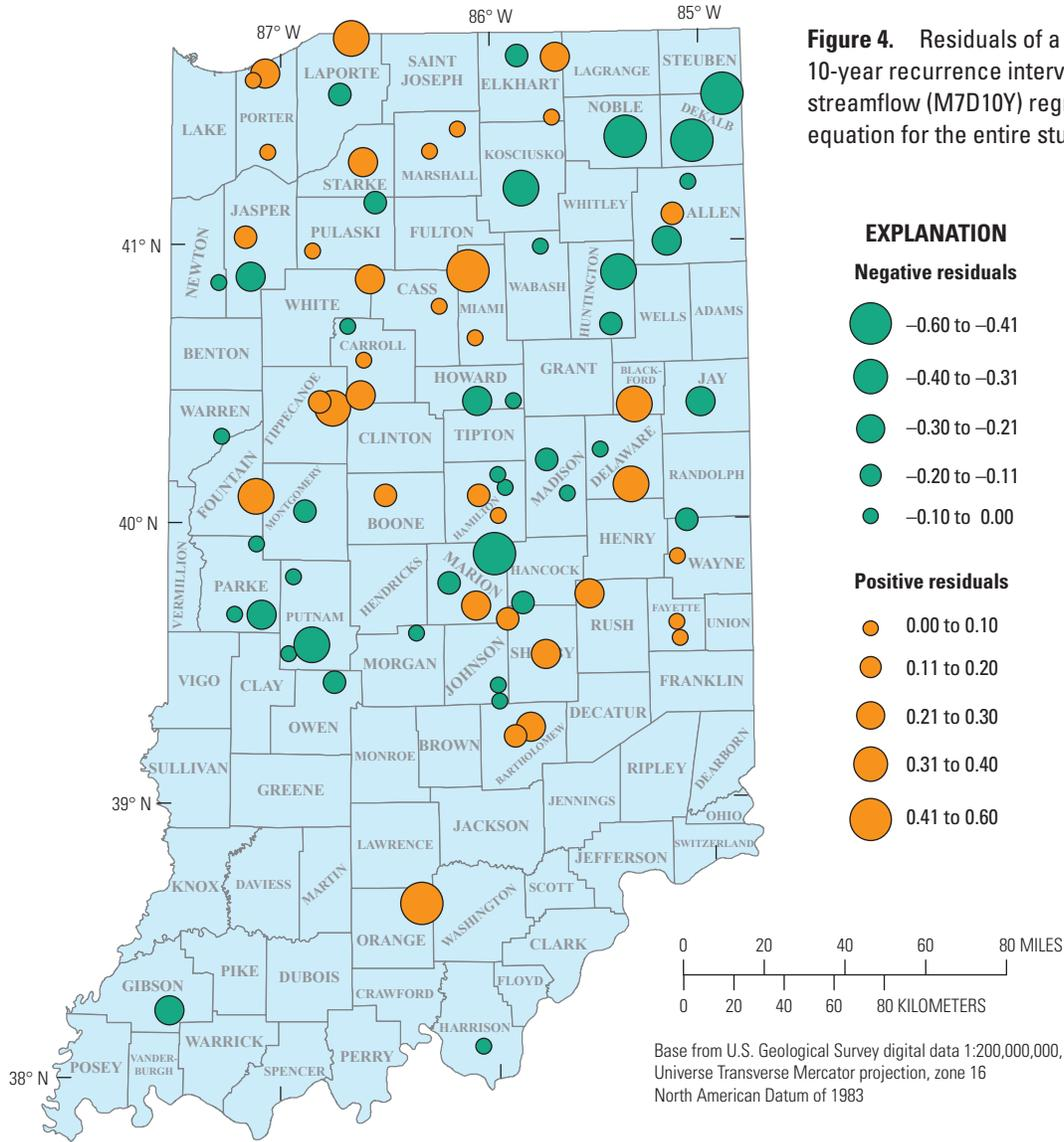 87° W
86° W
85° W
Figure 4. Residuals of a
10-year recurrence interv
streamflow (M7D10Y) reg
equation for the entire stu
LAKE
PORTER
LAPORTE
SAINT
JOSEPH
ELKHART
LAGRANGE
STEUBEN
NOBLE
DEKALB
STARKE
MARSHALL
KOSCIUSKO
WHITLEY
ALLEN
NEWTON
JASPER
PULASKI
FULTON
41° N
WHITE
CASS
MIAMI
WABASH
HUNTINGTON
WELLS
ADAMS
BENTON
CARROLL
HOWARD
GRANT
BLACK-
FORD
JAY
WARREN
TIPPECANOE
CLINTON
TIPTON
MADISON
DELAWARE
RANDOLPH
FOUNTAIN
MONTGOMERY
BOONE
HAMILTON
40° N
HENRY
WAYNE
VERMILLION
PARKE
PUTNAM
HENDRICKS
MARION
HANCOCK
RUSH
FAYETTE
UNION
VIGO
CLAY
OWEN
MORGAN
JOHNSON
SH BY
FRANKLIN
DECATUR
SULLIVAN
GREENE
MONROE
BROWN
BARTHOLOMEW
RIPLEY
DEARBORN
39° N
JENNINGS
OHIO
SWITZERLAND
JACKSON
LAWRENCE
JEFFERSON
KNOX
DAVIESS
MARTIN
SCOTT
ORANGE
WASHINGTON
CLARK
GIBSON
PIKE
DUBOIS
CRAWFORD
FLOYD
HARRISON
POSEY
VANDER-
BURGH
WARRICK
SPENCER
PERRY
38° N
EXPLANATION
Negative residuals
–0.60 to –0.41
–0.40 to –0.31
–0.30 to –0.21
–0.20 to –0.11
–0.10 to 0.00
Positive residuals
0.00 to 0.10
0.11 to 0.20
0.21 to 0.30
0.31 to 0.40
0.41 to 0.60
0 20 40 60 80 MILES
0 20 40 60 80 KILOMETERS
Base from U.S. Geological Survey digital data 1:200,000,000,
Universe Transverse Mercator projection, zone 16
North American Datum of 1983